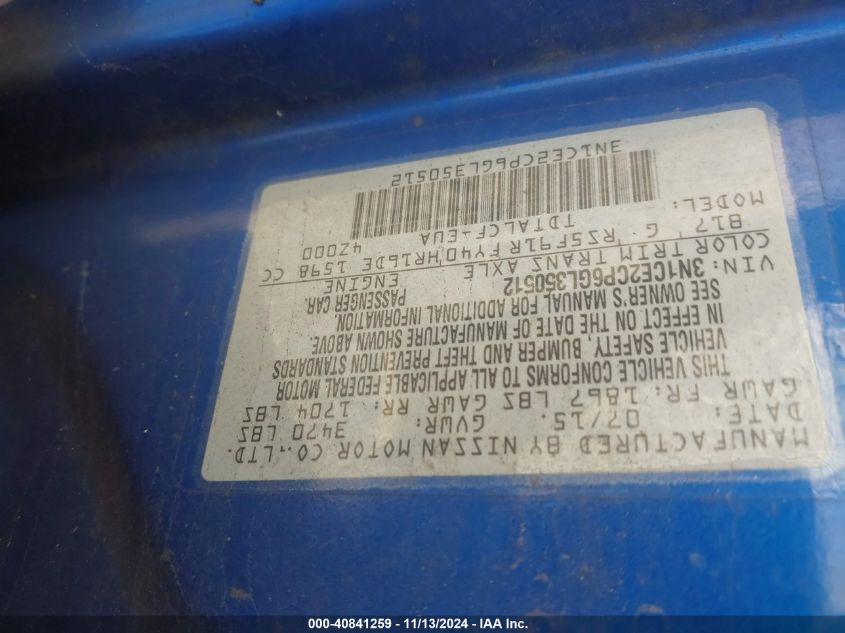 MANUFACTURED BY NISSAN MOTOR CO.,LTD.
DATE: 07/15. GVWR: 3470 LBS
GAWR FR: 1867 LBS GAWR RR: 1704 LBS
THIS VEHICLE CONFORMS TO ALL APPLICABLE FEDERAL MOTOR
VEHICLE SAFETY, BUMPER AND THEFT PREVENTION STANDARDS
IN EFFECT ON THE DATE OF MANUFACTURE SHOWN ABOVE.
SEE OWNER'S MANUAL FOR ADDITIONAL INFORMATION.
VIN: 3N1CE2CP6GL350512 PASSENGER CAR.
COLOR TRIM TRANS AXLE ENGINE
B17 G RS5F91R FY40 HR16DE 1598 CC
MODEL: TDTALCF-EUA 4Z000
3N1CE2CP6GL350512
000-40841259 - 11/13/2024 - IAA Inc.